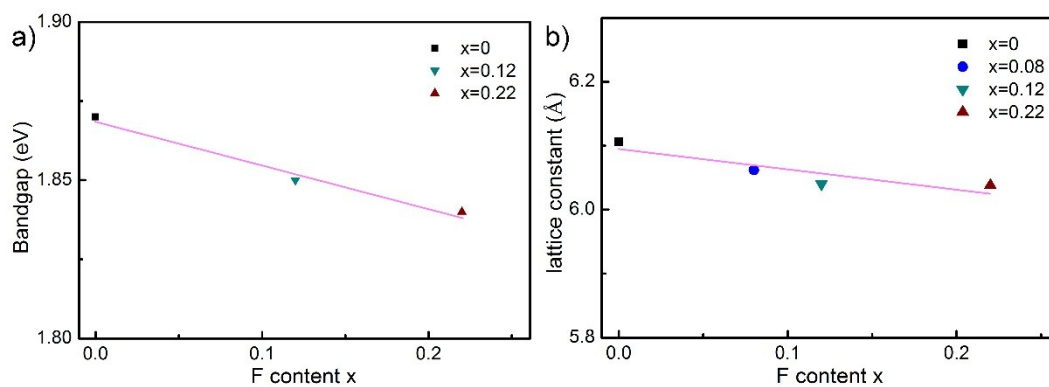 a)
1.90
1.85
1.80
Bandgap (eV)
x=0
x=0.12
x=0.22
0.0
0.1
0.2
F content x
b)
6.2
6.0
5.8
lattice constant (Å)
x=0
x=0.08
x=0.12
x=0.22
0.0
0.1
0.2
F content x